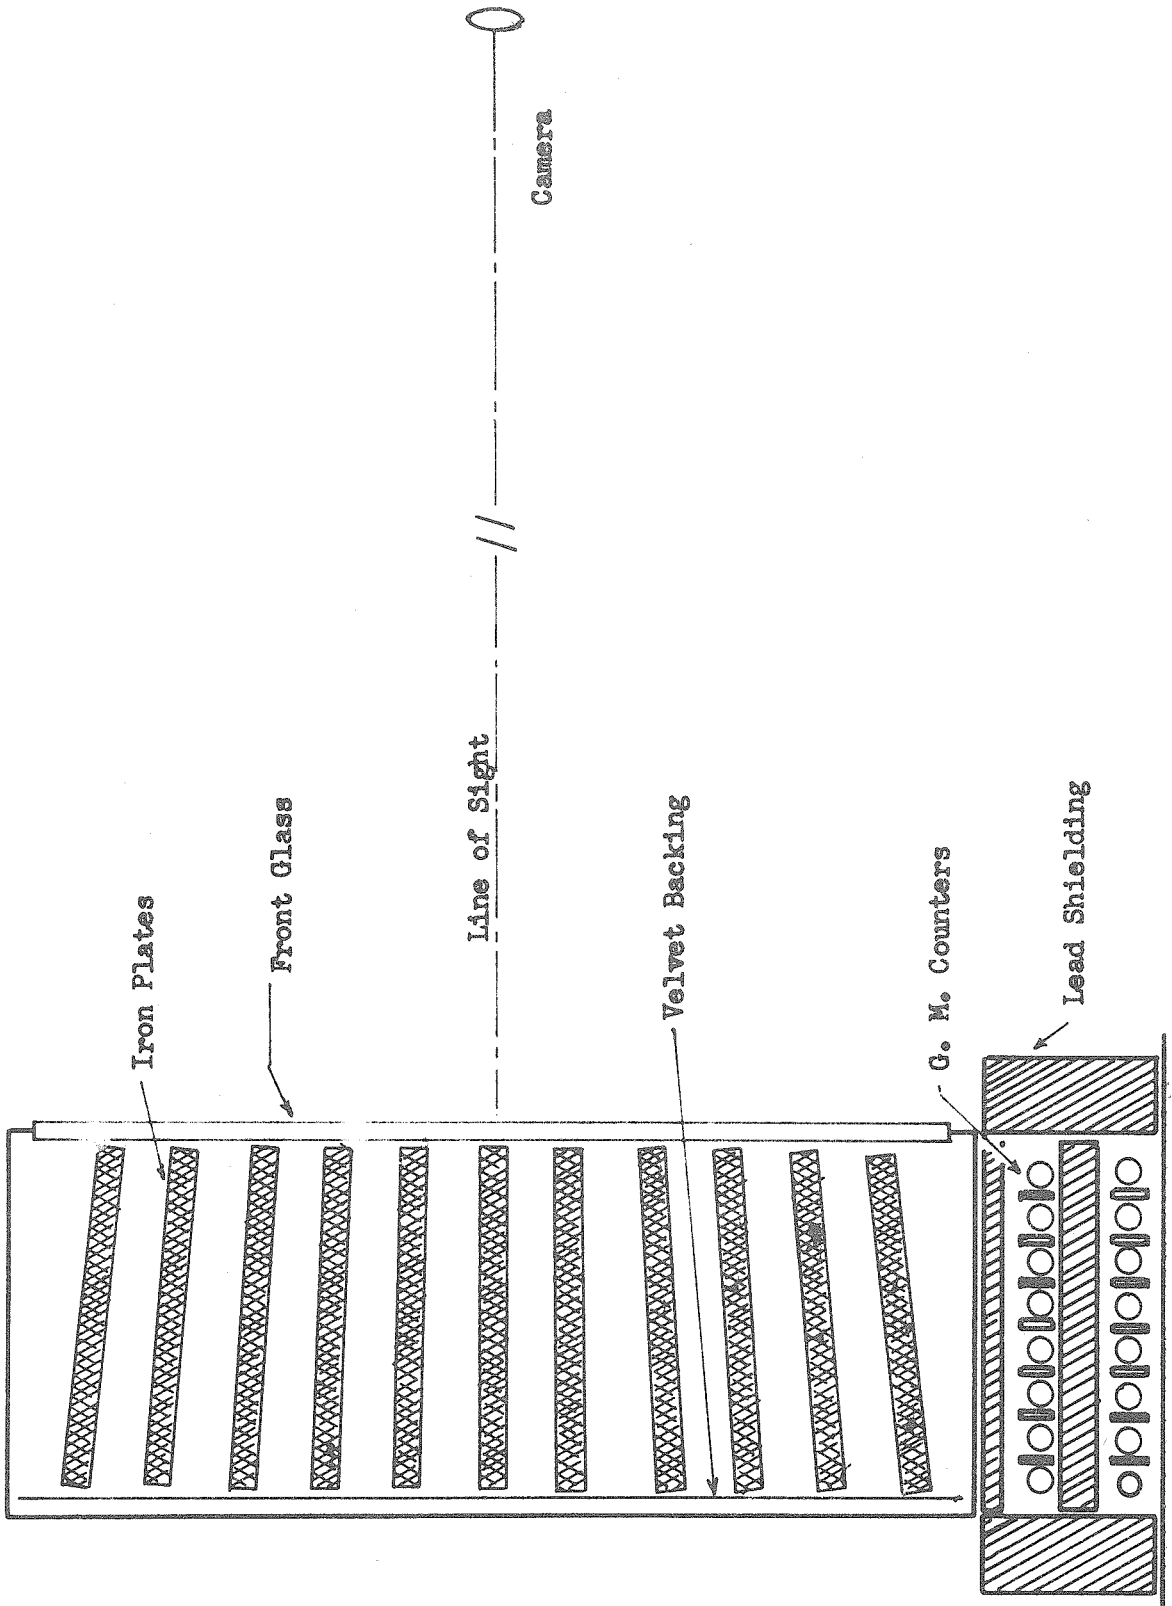 Camera
Line of Sight
Front Glass
Iron Plates
Velvet Backing
G. M. Counters
Lead Shielding